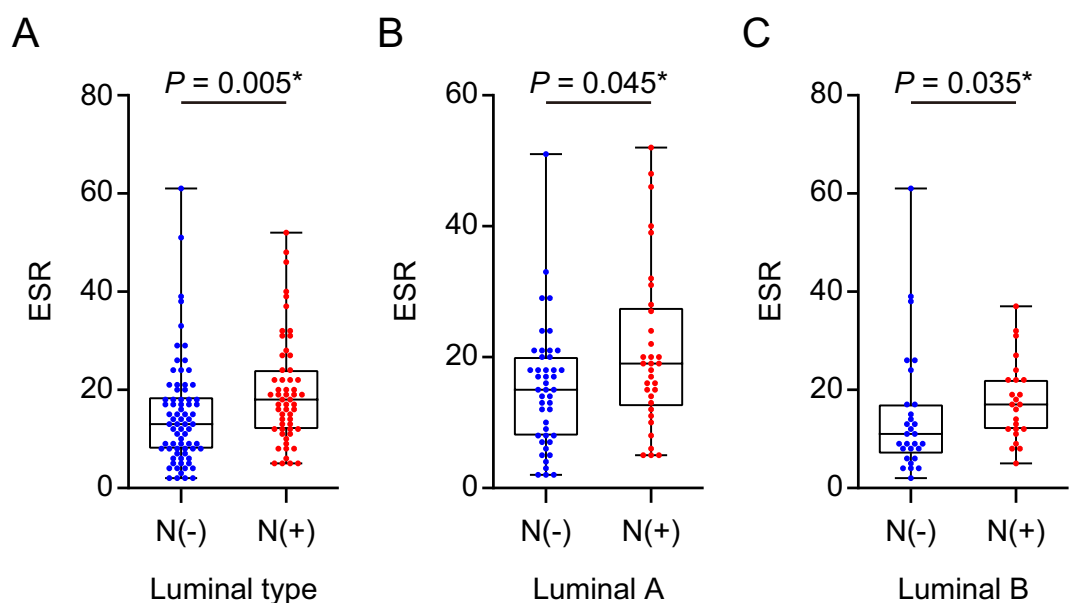 A
P = 0.005*
80
60
40
20
0
ESR
N(-) N(+)
Luminal type
B
P = 0.045*
60
40
20
0
ESR
N(-) N(+)
Luminal A
C
P = 0.035*
80
60
40
20
0
ESR
N(-) N(+)
Luminal B